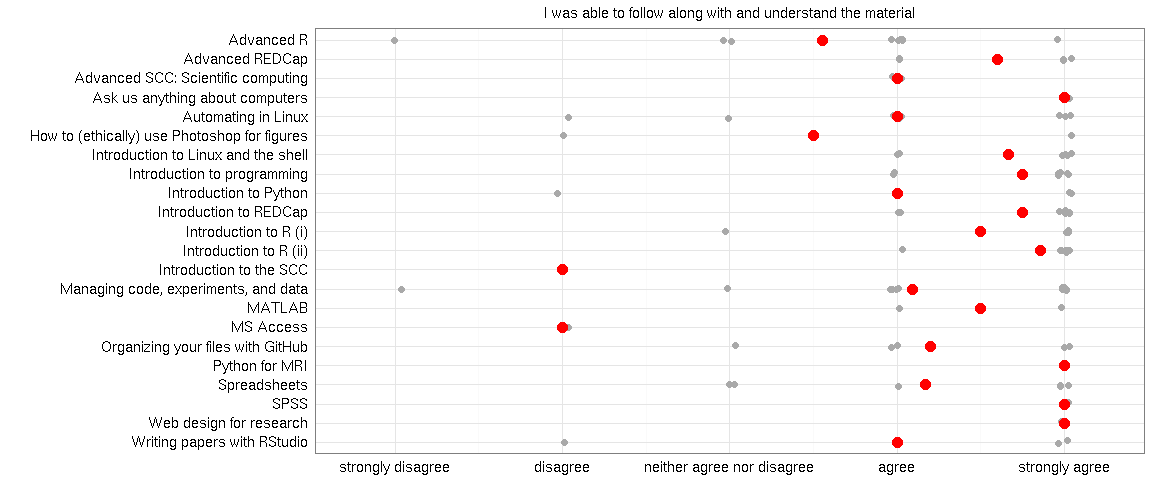 I was able to follow along with and understand the material
Advanced R
Advanced REDCap
Advanced SCC: Scientific computing
Ask us anything about computers
Automating in Linux
How to (ethically) use Photoshop for figures
Introduction to Linux and the shell
Introduction to programming
Introduction to Python
Introduction to REDCap
Introduction to R (i)
Introduction to R (ii)
Introduction to the SCC
Managing code, experiments, and data
MATLAB
MS Access
Organizing your files with GitHub
Python for MRI
Spreadsheets
SPSS
Web design for research
Writing papers with RStudio
strongly disagree disagree neither agree nor disagree agree strongly agree